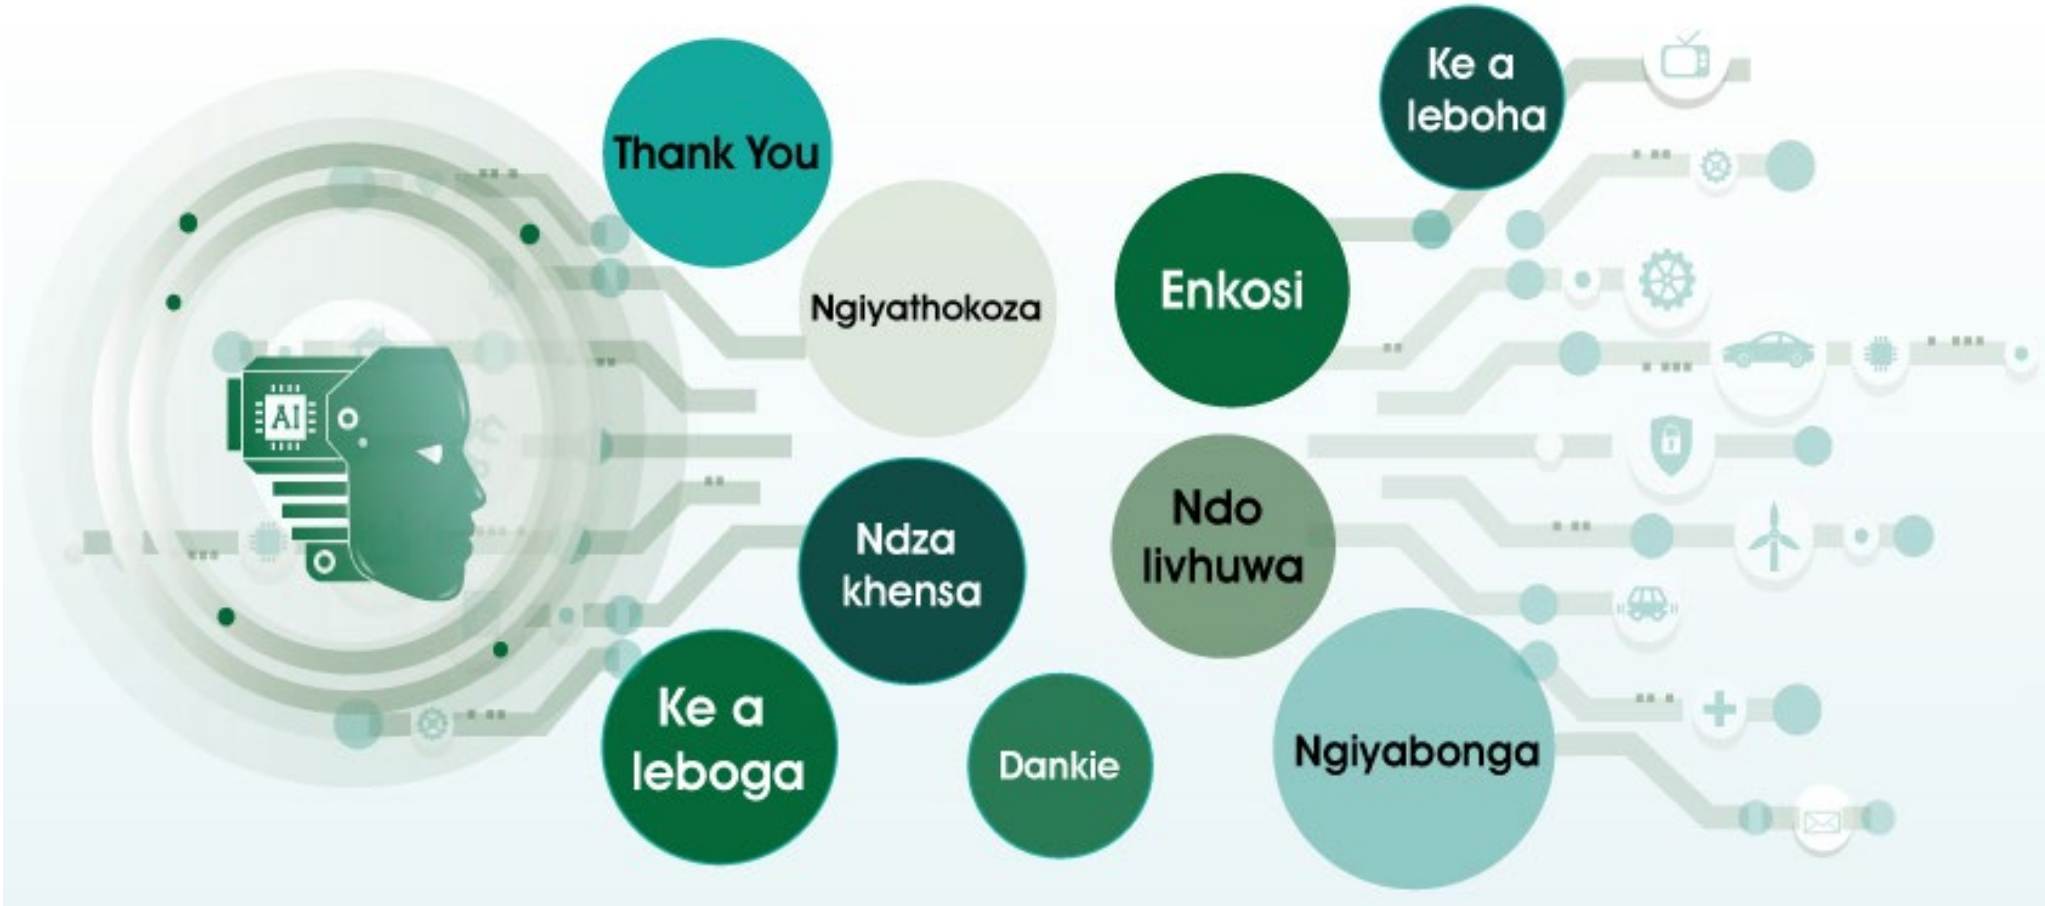 Thank You
Ke a
leboha
Ngiyathokoza
Enkosi
AI
Ndza
khensa
Ndo
livhuwa
Ke a
leboga
Dankie
Ngiyabonga